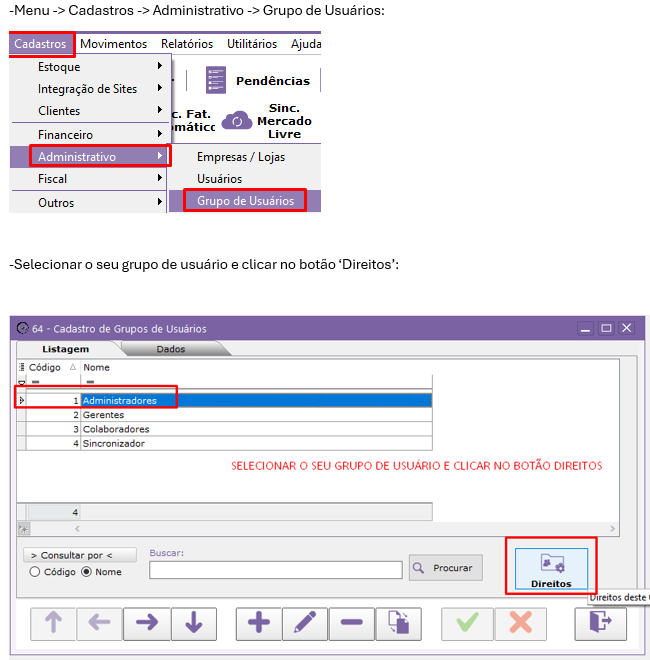 -Menu -> Cadastros -> Administrativo -> Grupo de Usuários:
Cadastros Movimentos Relatórios Utilitários Ajuda
Estoque
Integração de Sites
Pendências
Clientes
c. Fat.
Sinc.
Mercado
Livre
Financeiro
Administrativo
Empresas / Lojas
Fiscal
Usuários
Outros
Grupo de Usuários
-Selecionar o seu grupo de usuário e clicar no botão ‘Direitos’:
64 - Cadastro de Grupos de Usuários
Listagem Dados
Código Nome
1 Administradores
2 Gerentes
3 Colaboradores
4 Sincronizador
SELECIONAR O SEU GRUPO DE USUÁRIO E CLICAR NO BOTÃO DIREITOS
4
> Consultar por <
Código Nome
Buscar:
Procurar
Direitos
Direitos deste